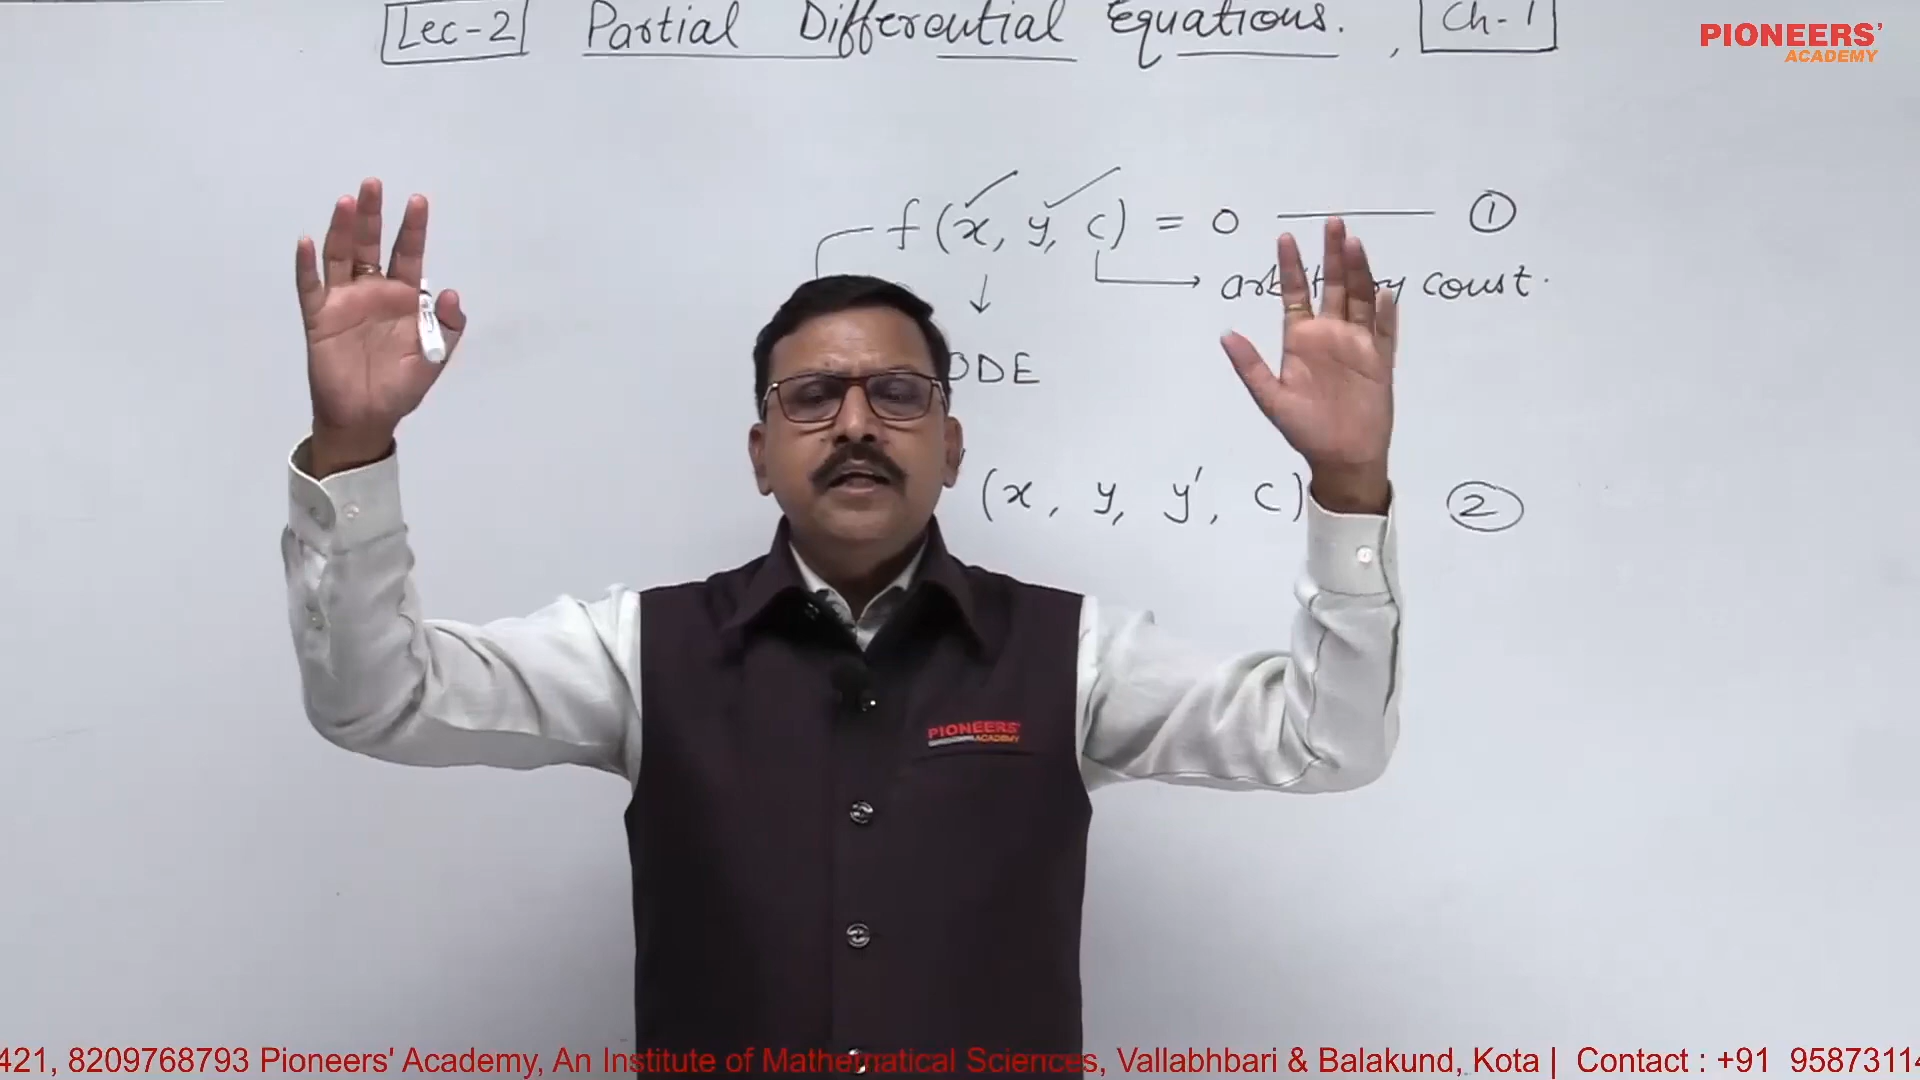 Lec-2 Partial Differential Equations. , Ch-1
PIONEERS'
ACADEMY
f (x, y, c) = 0 ——— ①
↓ → arbitrary const.
ODE
(x, y, y', c) ②
PIONEERS'
ACADEMY
421, 8209768793 Pioneers' Academy, An Institute of Mathematical Sciences, Vallabhbari & Balakund, Kota | Contact : +91 9587311